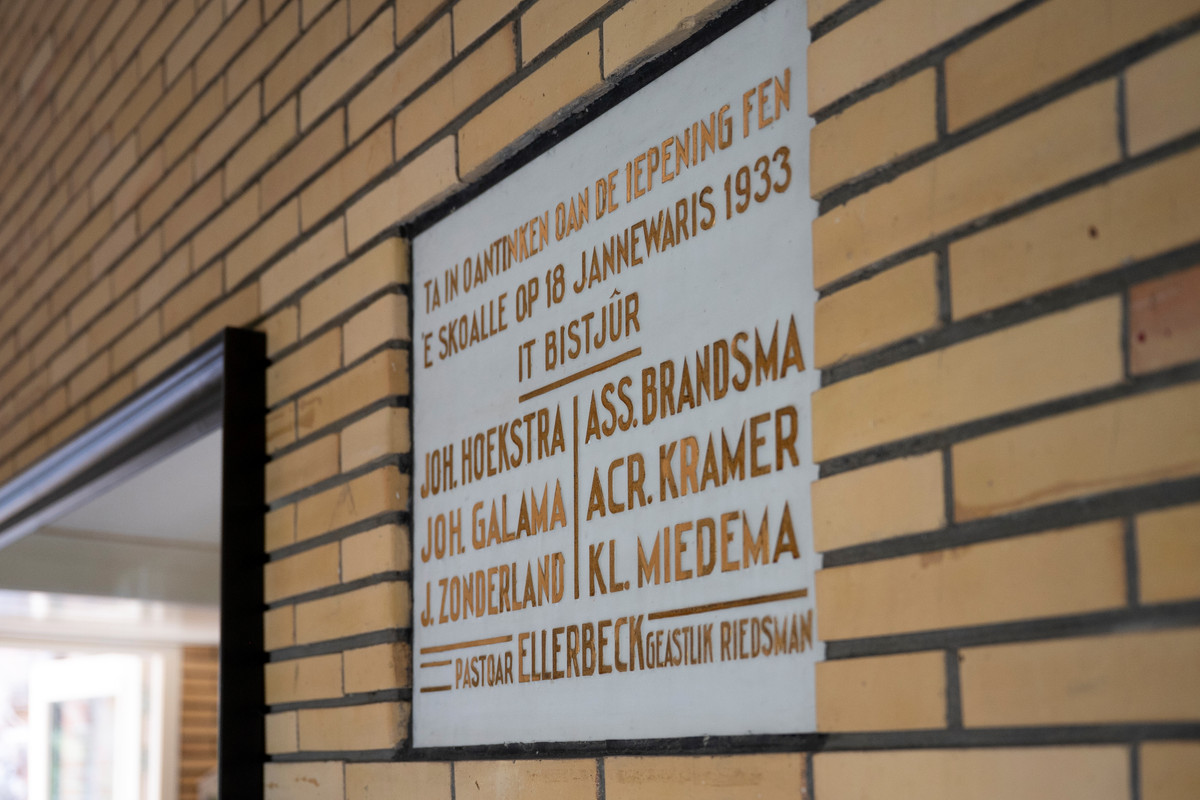 TA IN OANTINKEN OAN DE IEPENING FEN
'E SKOALLE OP 18 JANNEWARIS 1933
IT BISTJÛR
JOH. HOEKSTRA
JOH. GALAMA
J. ZONDERLAND
ASS. BRANDSMA
ACR. KRAMER
KL. MIEDEMA
PASTOAR ELLERBECK GEASTLIK RIEDSMAN